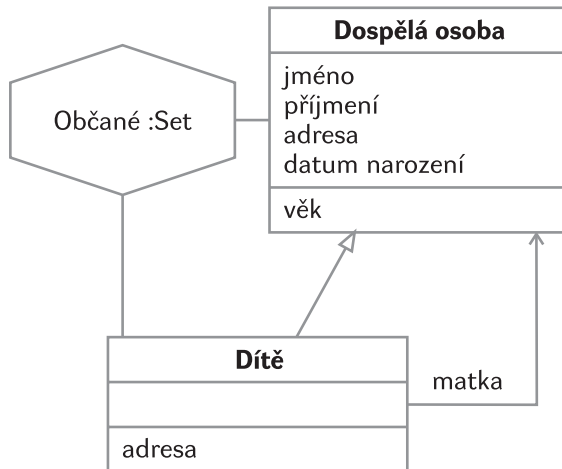 Dospělá osoba
jméno
příjmení
adresa
datum narození
věk
Občané :Set
Dítě
adresa
matka